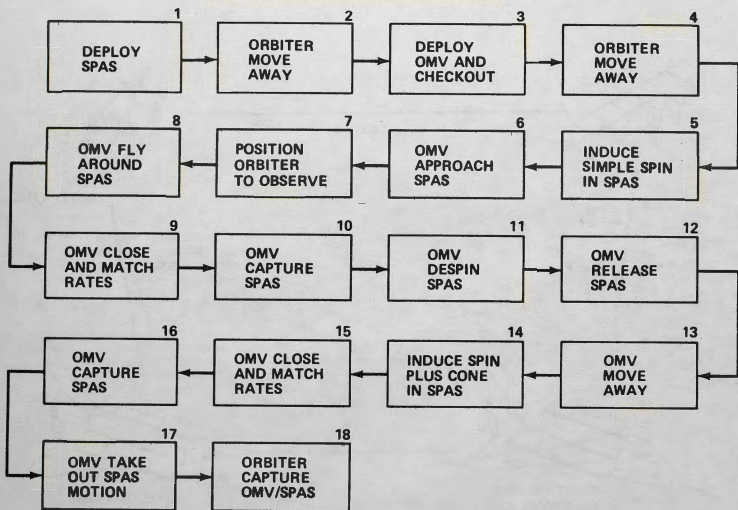 1
DEPLOY
SPAS
2
ORBITER
MOVE
AWAY
3
DEPLOY
OMV AND
CHECKOUT
4
ORBITER
MOVE
AWAY
5
INDUCE
SIMPLE SPIN
IN SPAS
6
OMV
APPROACH
SPAS
7
POSITION
ORBITER
TO OBSERVE
8
OMV FLY
AROUND
SPAS
9
OMV CLOSE
AND MATCH
RATES
10
OMV
CAPTURE
SPAS
11
OMV
DESPIN
SPAS
12
OMV
RELEASE
SPAS
13
OMV
MOVE
AWAY
14
INDUCE SPIN
PLUS CONE
IN SPAS
15
OMV CLOSE
AND MATCH
RATES
16
OMV
CAPTURE
SPAS
17
OMV TAKE
OUT SPAS
MOTION
18
ORBITER
CAPTURE
OMV/SPAS